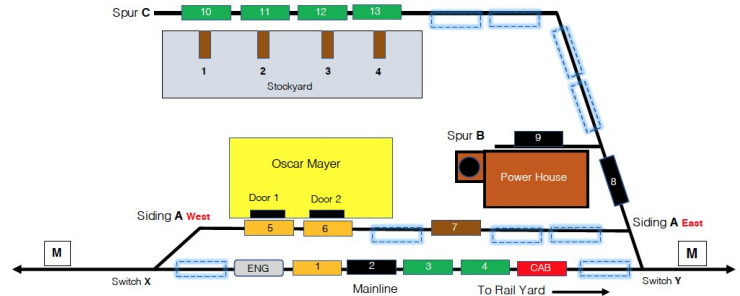 Spur C
10 11 12 13
1 2 3 4
Stockyard
Spur B
9
Oscar Mayer
Power House
8
Door 1 Door 2
Siding A West
Siding A East
5 6 7
M
M
ENG 1 2 3 4 CAB
Switch X
Mainline
To Rail Yard
Switch Y